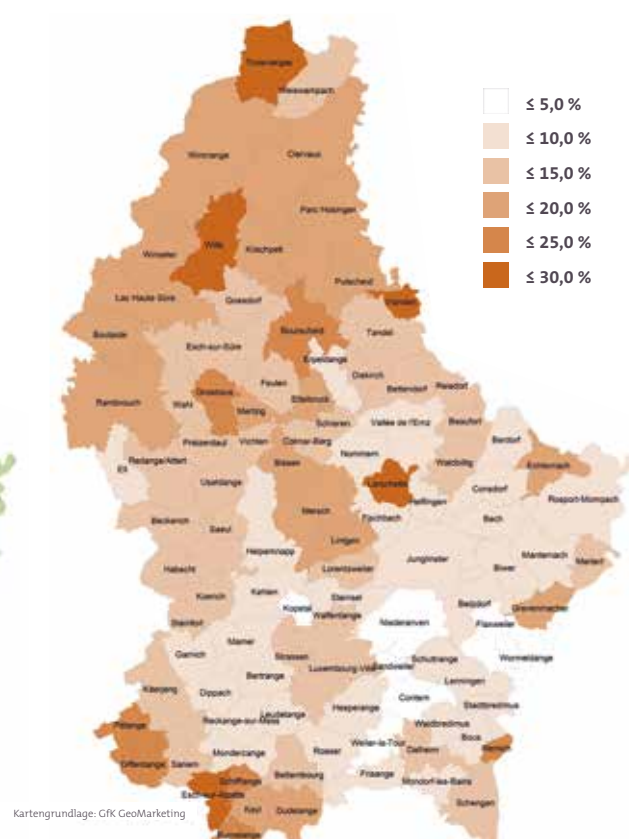 ≤ 5,0 %
≤ 10,0 %
≤ 15,0 %
≤ 20,0 %
≤ 25,0 %
≤ 30,0 %
Troisvierges
Weiswampach
Wincrange
Clervaux
Parc Hosingen
Wiltz
Kiischpelt
Winseler
Putscheid
Lac Haute Sûre
Goesdorf
Vianden
Boulaide
Bourscheid
Tandel
Esch-sur-Sûre
Erpeldange
Diekirch
Feulen
Bettendorf
Reisdorf
Rambrouch
Wahl
Grosbous
Ettelbruck
Mertzig
Schieren
Vallée de l'Ernz
Beaufort
Préizerdaul
Vichten
Colmar-Berg
Berdorf
Nommern
Ell
Redange/Attert
Bissen
Waldbillig
Echternach
Useldange
Larochette
Consdorf
Heffingen
Rosport-Mompach
Beckerich
Mersch
Fischbach
Bech
Saeul
Lintgen
Helperknapp
Junglinster
Manternach
Mertert
Habscht
Lorentzweiler
Biwer
Koerich
Kehlen
Steinsel
Kopstal
Walferdange
Betzdorf
Grevenmacher
Steinfort
Niederanven
Flaxweiler
Mamer
Garnich
Strassen
Luxembourg-Ville
Sandweiler
Schuttrange
Wormeldange
Bertrange
Lenningen
Käerjeng
Dippach
Contern
Hesperange
Stadtbredimus
Leudelange
Reckange-sur-Mess
Waldbredimus
Pétange
Bous
Weiler-la-Tour
Remich
Mondercange
Roeser
Dalheim
Differdange
Sanem
Bettembourg
Frisange
Mondorf-les-Bains
Schifflange
Esch-sur-Alzette
Schengen
Kayl
Dudelange
Kartengrundlage: GfK GeoMarketing
Rumelange